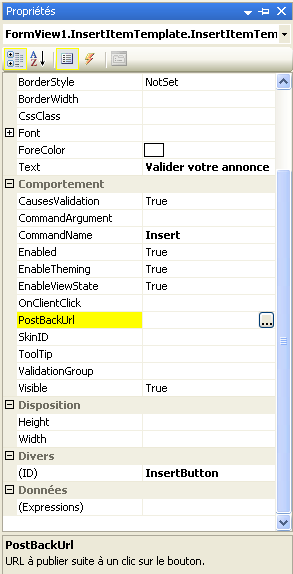 Propriétés
FormView1.InsertItemTemplate.InsertItemTem
BorderStyle NotSet
BorderWidth
CssClass
Font
ForeColor
Text Valider votre annonce
Comportement
CausesValidation True
CommandArgument
CommandName Insert
Enabled True
EnableTheming True
EnableViewState True
OnClientClick
PostBackUrl ...
SkinID
ToolTip
ValidationGroup
Visible True
Disposition
Height
Width
Divers
(ID) InsertButton
Données
(Expressions)
PostBackUrl
URL à publier suite à un clic sur le bouton.